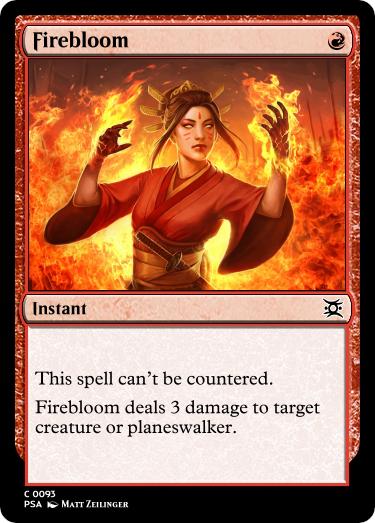 Firebloom
Instant
This spell can't be countered.
Firebloom deals 3 damage to target
creature or planeswalker.
C 0093
PSA Matt Zeilinger